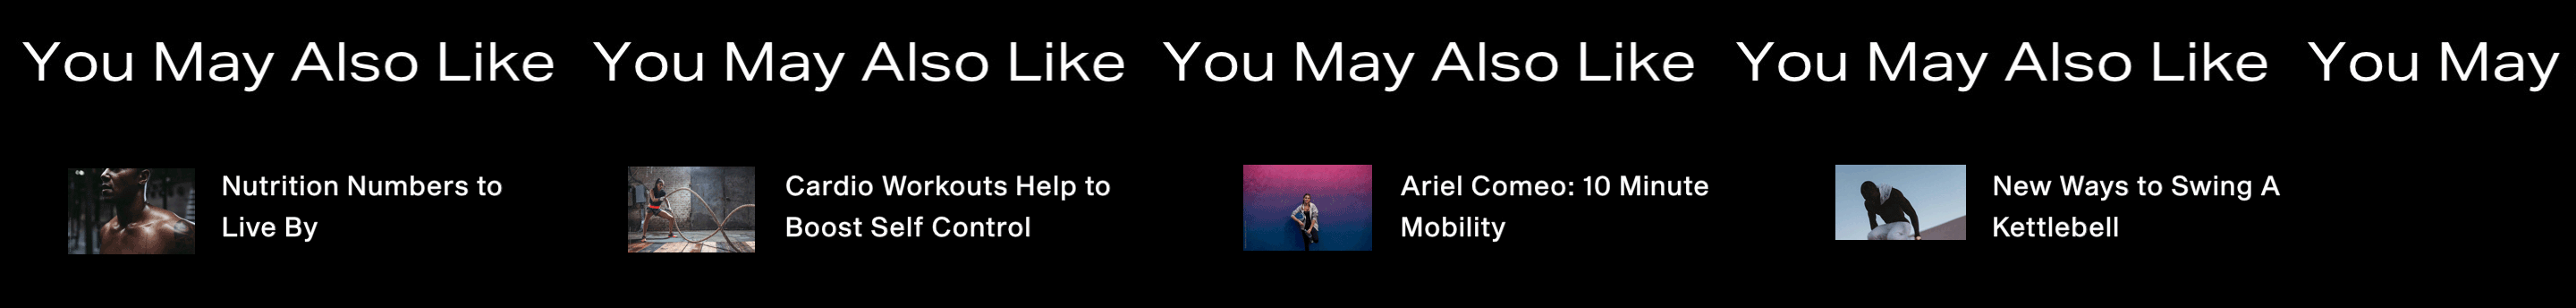 You May Also Like You May Also Like You May Also Like You May Also Like You May
Nutrition Numbers to
Live By
Cardio Workouts Help to
Boost Self Control
Ariel Comeo: 10 Minute
Mobility
New Ways to Swing A
Kettlebell